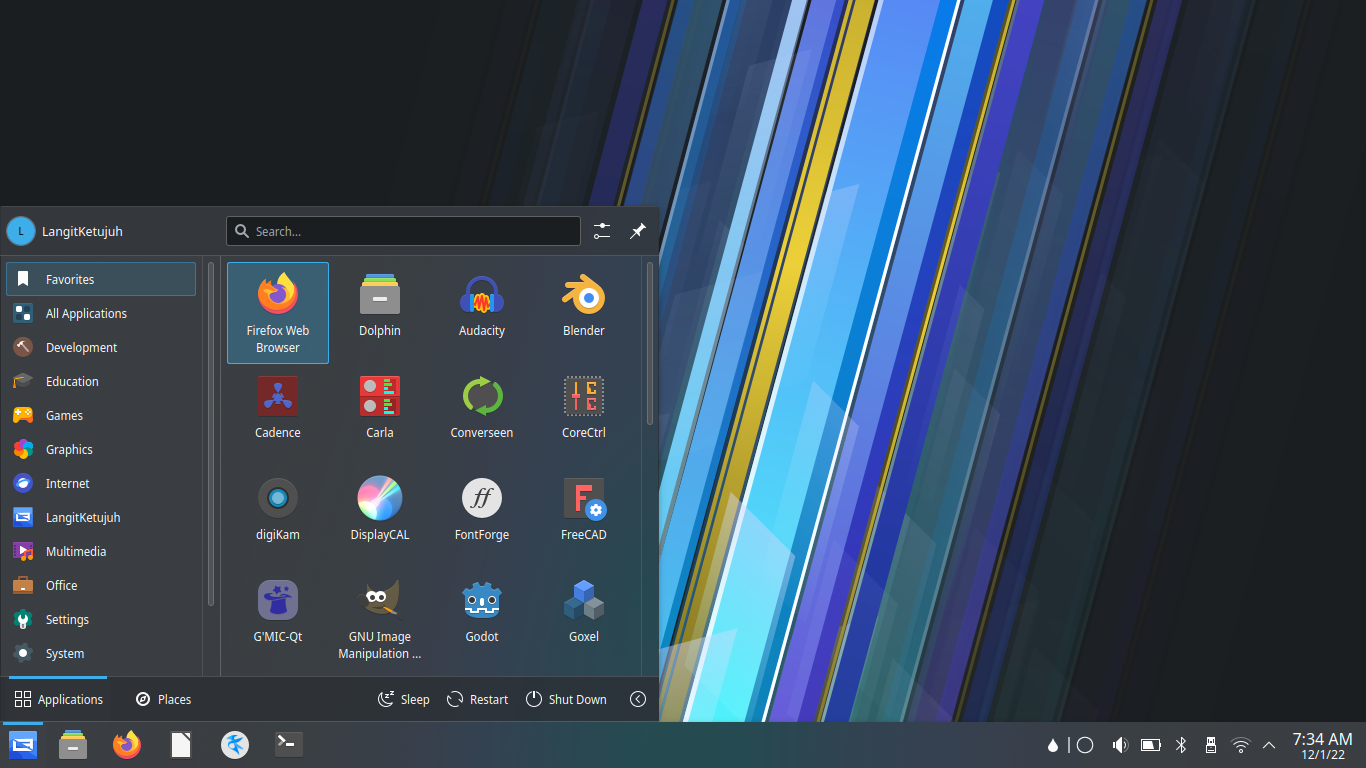 L
LangitKetujuh
Search...
Favorites
All Applications
Development
Education
Games
Graphics
Internet
LangitKetujuh
Multimedia
Office
Settings
System
Firefox Web
Browser
Dolphin
Audacity
Blender
Cadence
Carla
Converseen
CoreCtrl
digiKam
DisplayCAL
FontForge
FreeCAD
G'MIC-Qt
GNU Image
Manipulation ...
Godot
Goxel
Applications
Places
Sleep
Restart
Shut Down
7:34 AM
12/1/22